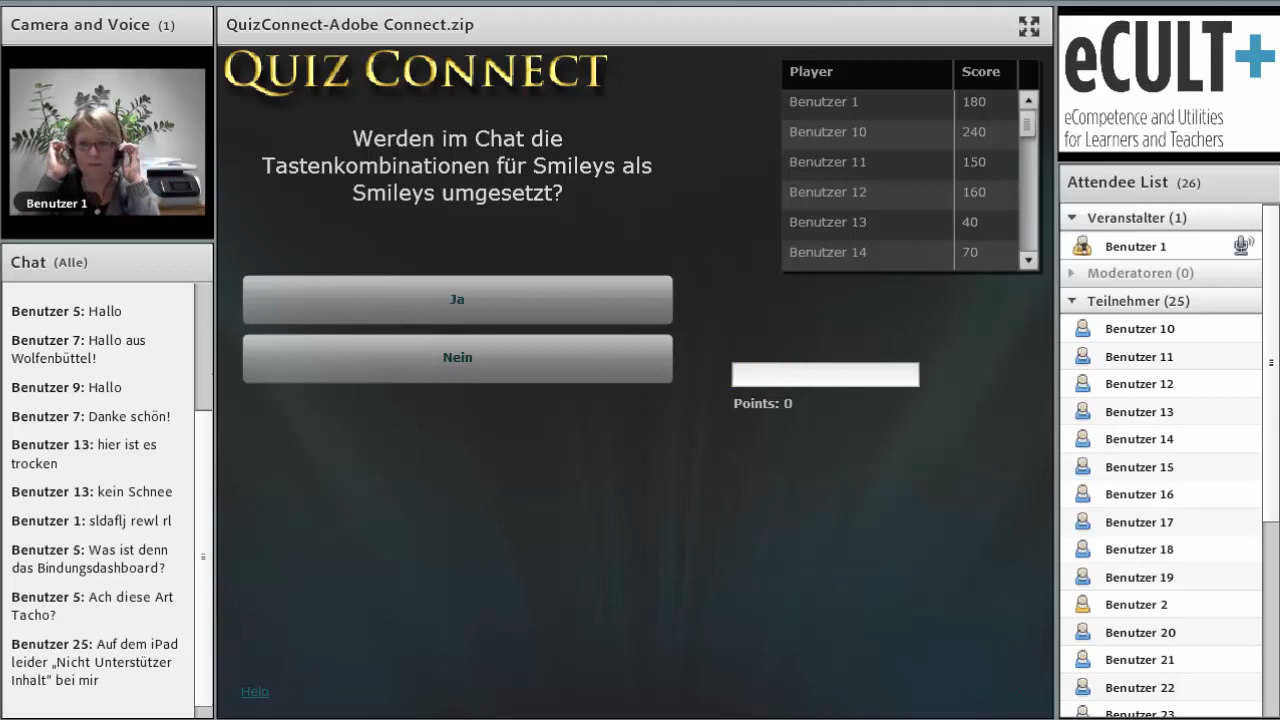 Camera and Voice (1)
Benutzer 1
Chat (Alle)
Benutzer 5: Hallo
Benutzer 7: Hallo aus
Wolfenbüttel!
Benutzer 9: Hallo
Benutzer 7: Danke schön!
Benutzer 13: hier ist es
trocken
Benutzer 13: kein Schnee
Benutzer 1: sldaflj rewl rl
Benutzer 5: Was ist denn
das Bindungsdashboard?
Benutzer 5: Ach diese Art
Tacho?
Benutzer 25: Auf dem iPad
leider „Nicht Unterstützer
Inhalt" bei mir
QuizConnect-Adobe Connect.zip
QUIZ CONNECT
Werden im Chat die
Tastenkombinationen für Smileys als
Smileys umgesetzt?
Ja
Nein
Player Score
Benutzer 1 180
Benutzer 10 240
Benutzer 11 150
Benutzer 12 160
Benutzer 13 40
Benutzer 14 70
Points: 0
Help
eCULT+
eCompetence and Utilities
for Learners and Teachers
Attendee List (26)
Veranstalter (1)
Benutzer 1
Moderatoren (0)
Teilnehmer (25)
Benutzer 10
Benutzer 11
Benutzer 12
Benutzer 13
Benutzer 14
Benutzer 15
Benutzer 16
Benutzer 17
Benutzer 18
Benutzer 19
Benutzer 2
Benutzer 20
Benutzer 21
Benutzer 22
Benutzer 23